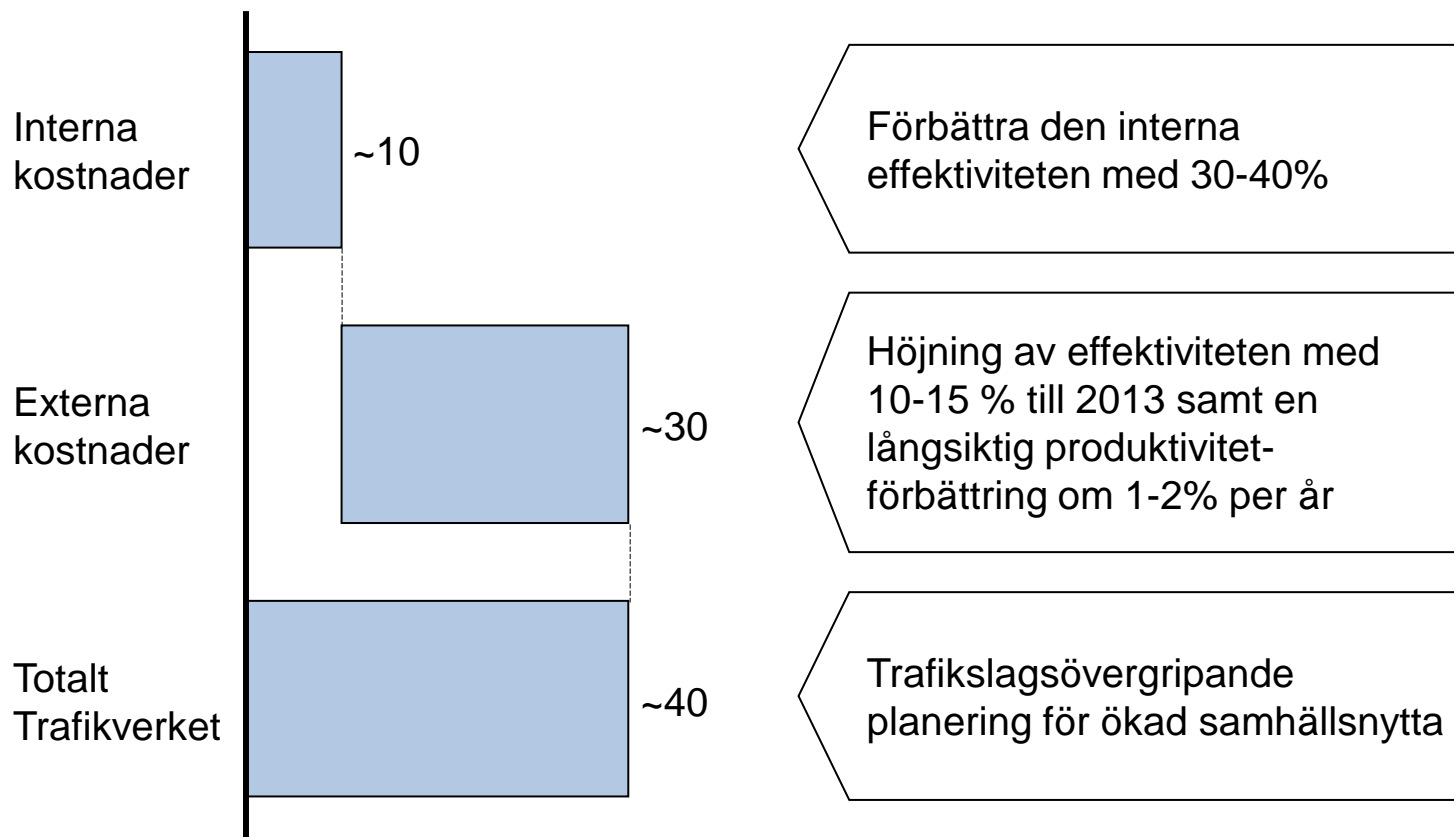 Interna
kostnader
~10
Förbättra den interna
effektiviteten med 30-40%
Externa
kostnader
~30
Höjning av effektiviteten med
10-15 % till 2013 samt en
långsiktig produktivitet-
förbättring om 1-2% per år
Totalt
Trafikverket
~40
Trafikslagsövergripande
planering för ökad samhällsnytta